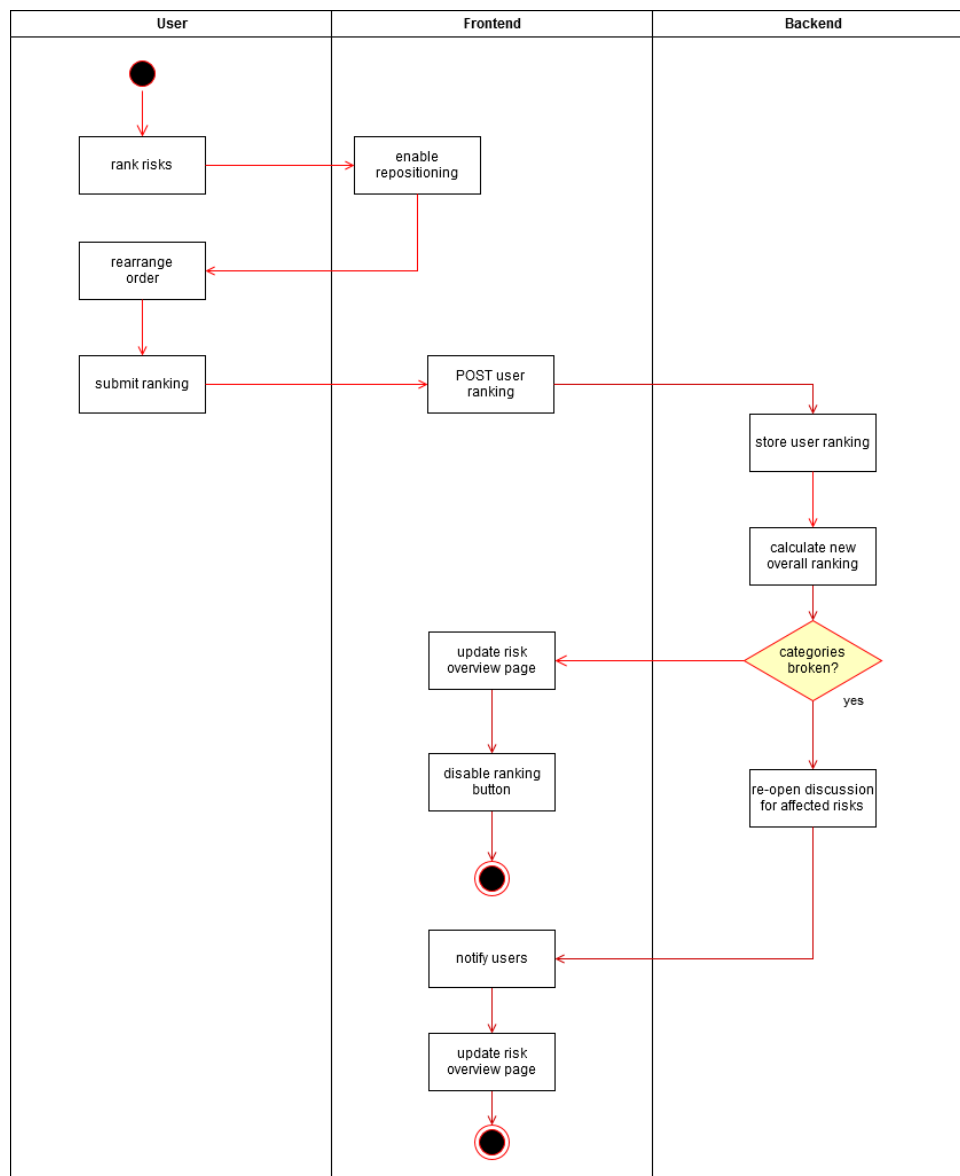 User
Frontend
Backend
rank risks
enable
repositioning
rearrange
order
submit ranking
POST user
ranking
store user ranking
calculate new
overall ranking
categories
broken?
update risk
overview page
yes
disable ranking
button
re-open discussion
for affected risks
notify users
update risk
overview page